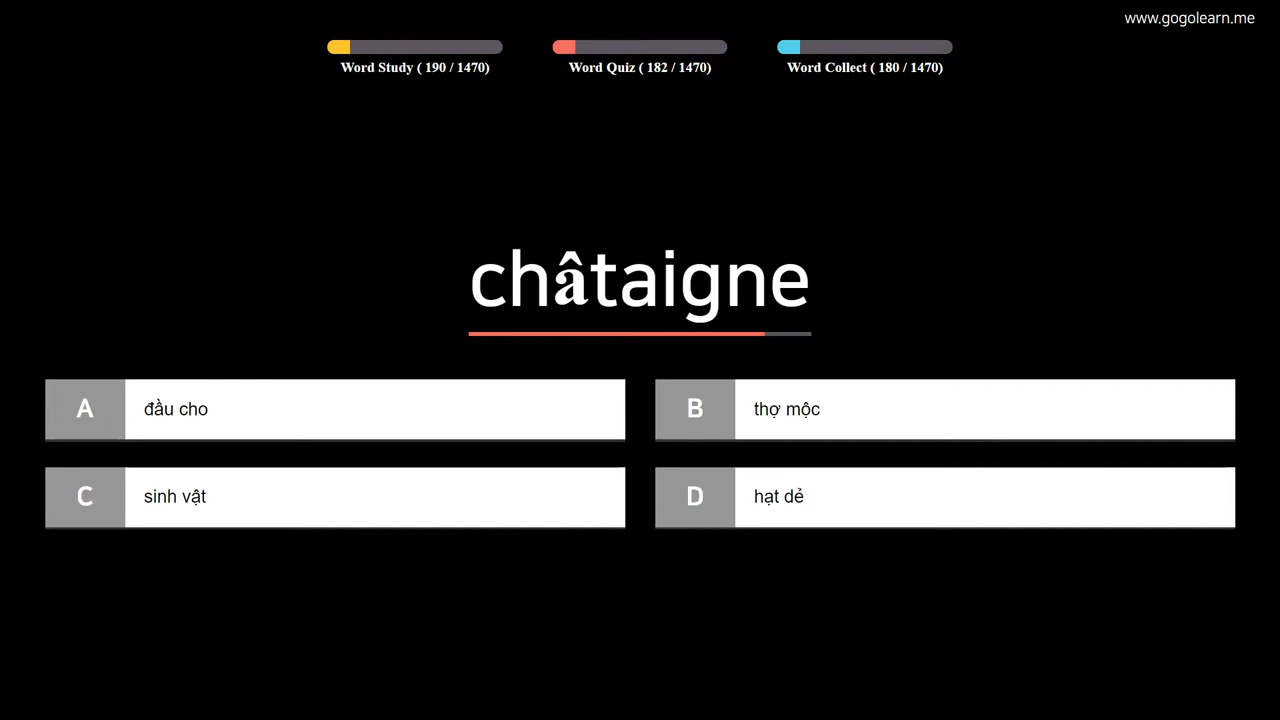 www.gogolearn.me
Word Study ( 190 / 1470)
Word Quiz ( 182 / 1470)
Word Collect ( 180 / 1470)
châtaigne
A đầu cho
B thợ mộc
C sinh vật
D hạt dẻ